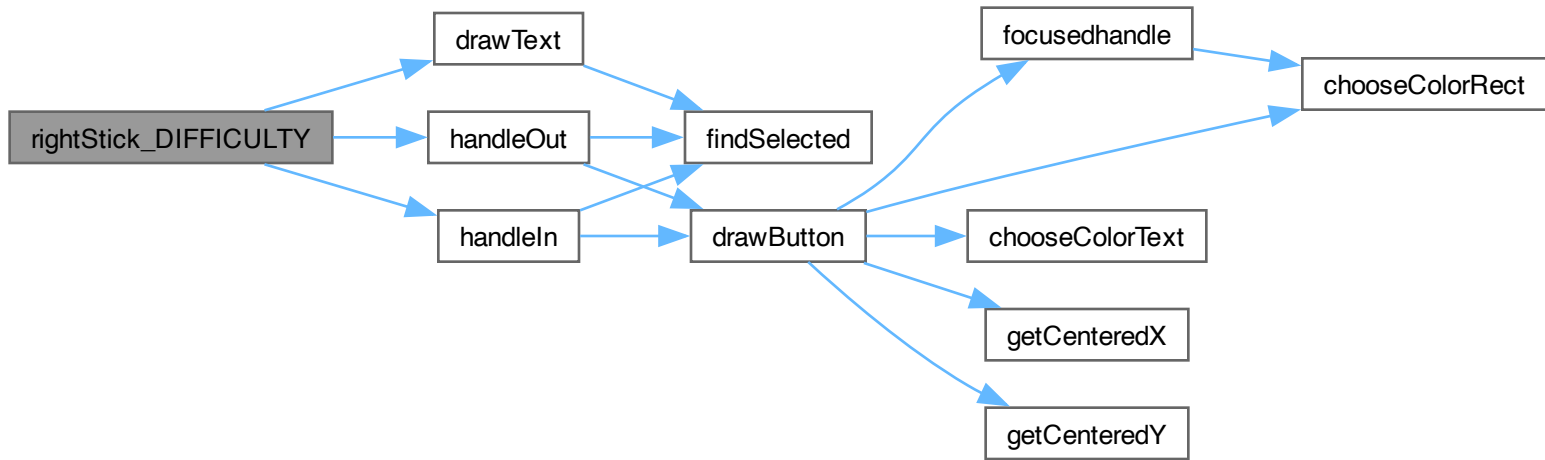 rightStick_DIFFICULTY
drawText
handleOut
handleIn
findSelected
drawButton
focusedhandle
chooseColorRect
chooseColorText
getCenteredX
getCenteredY